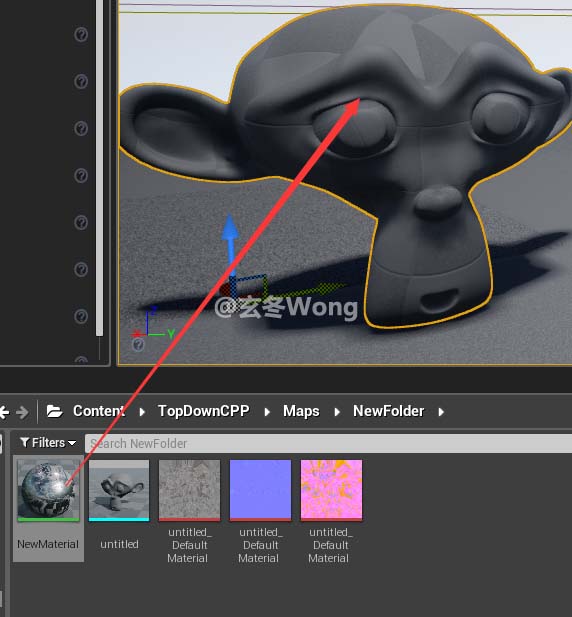 @玄冬Wong
Y
Content
TopDownCPP
Maps
NewFolder
Filters
Search NewFolder
NewMaterial
untitled
untitled_
Default
Material
untitled_
Default
Material
untitled_
Default
Material